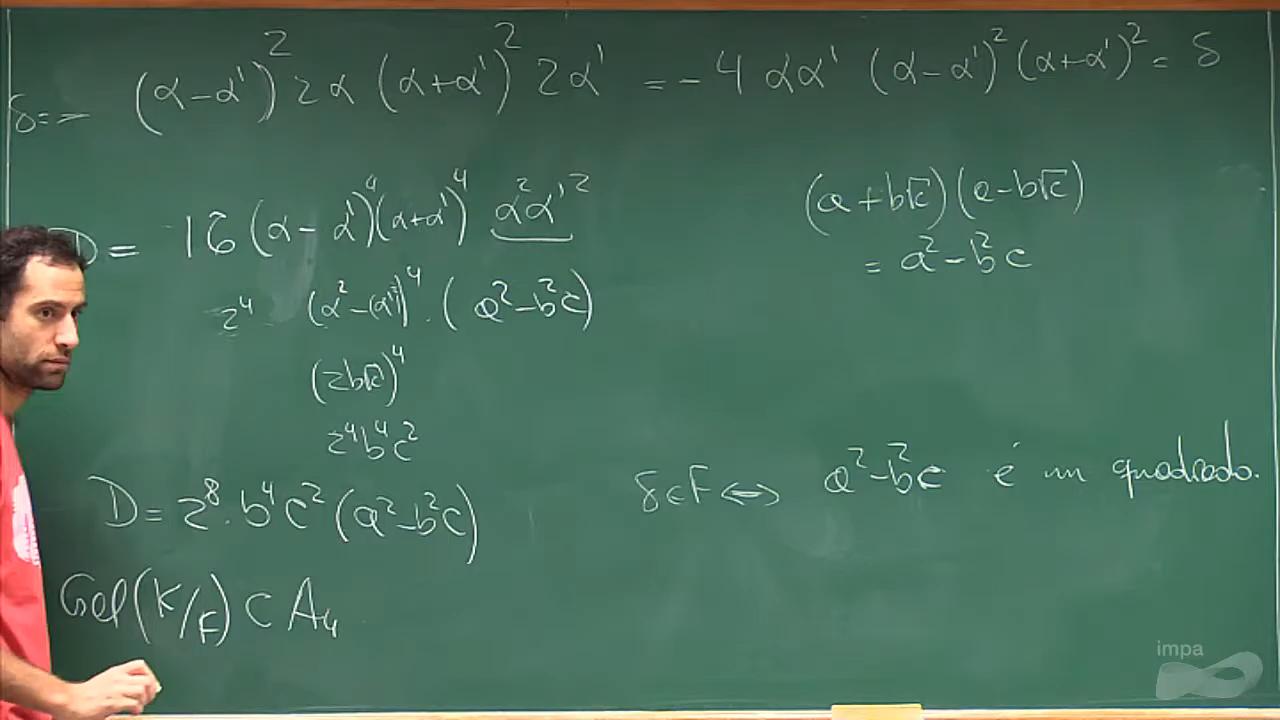 δ = - (α-α')² 2α (α+α')² 2α' = -4 αα' (α-α')² (α+α')² = δ
D = 16 (α-α')⁴(α+α')⁴ α²α'²
(a+b√c)(a-b√c)
= a²-b²c
2⁴ (α²-(α')²)⁴ · (a²-b²c)
(2b√c)⁴
2⁴b⁴c²
δ∈F ⇔ a²-b²c é um quadrado.
D = 2⁸·b⁴c²(a²-b²c)
Gal(K/F) ⊂ A₄
impa